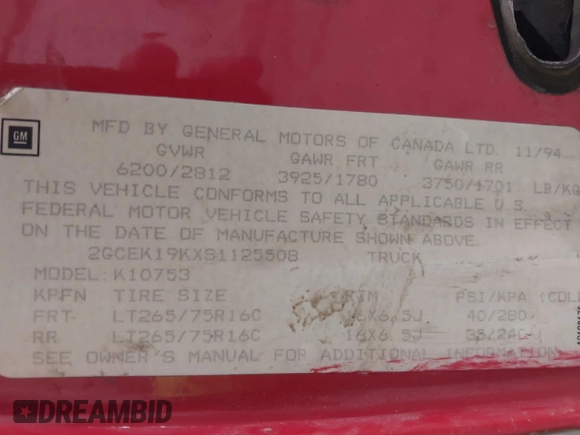 GM
MFD BY GENERAL MOTORS OF CANADA LTD. 11/94
GVWR GAWR FRT GAWR RR
6200/2812 3925/1780 3750/1701 LB/KG
THIS VEHICLE CONFORMS TO ALL APPLICABLE U.S.
FEDERAL MOTOR VEHICLE SAFETY STANDARDS IN EFFECT
ON THE DATE OF MANUFACTURE SHOWN ABOVE.
2GCEK19KXS1125508 TRUCK
MODEL: K10753
KPFN TIRE SIZE RIM PSI/KPA (COLD
FRT- LT265/75R16C 16X6.5J 40/280
RR LT265/75R16C 16X6.5J 35/240
SEE OWNER'S MANUAL FOR ADDITIONAL INFORMATION
DREAMBID